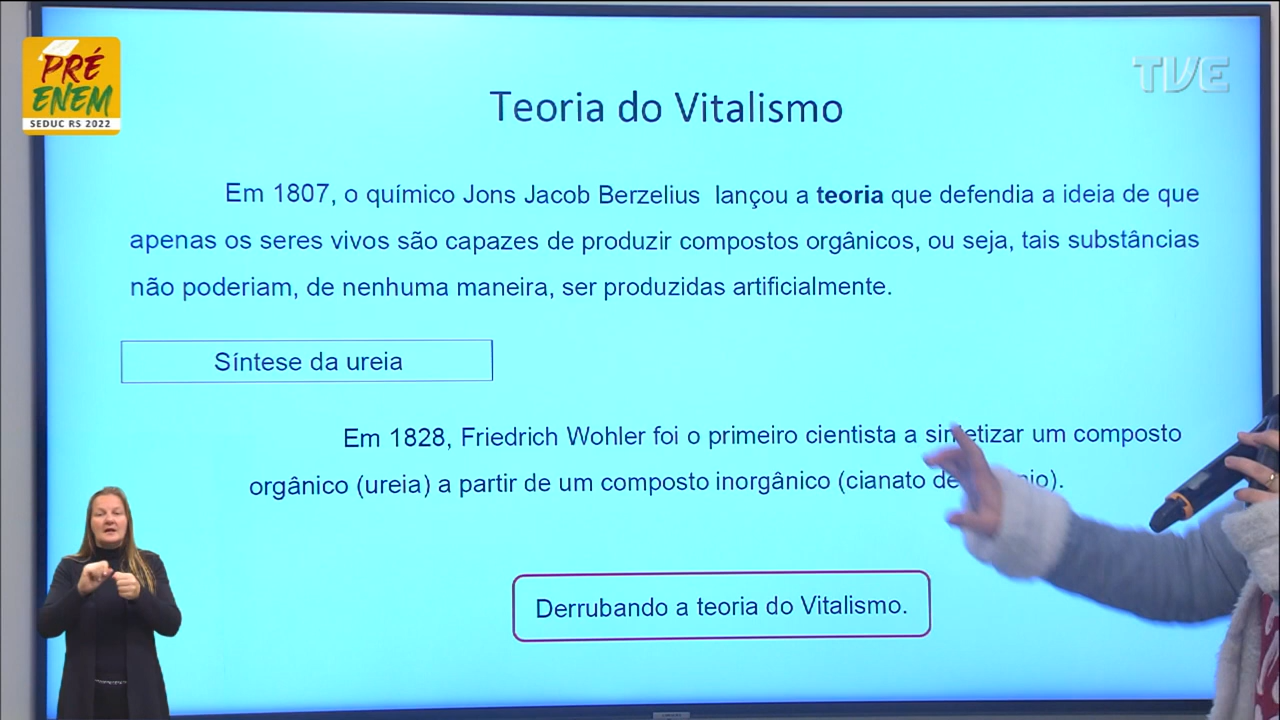 PRÉ
ENEM
SEDUC RS 2022
TVE
Teoria do Vitalismo
Em 1807, o químico Jons Jacob Berzelius lançou a teoria que defendia a ideia de que
apenas os seres vivos são capazes de produzir compostos orgânicos, ou seja, tais substâncias
não poderiam, de nenhuma maneira, ser produzidas artificialmente.
Síntese da ureia
Em 1828, Friedrich Wohler foi o primeiro cientista a sintetizar um composto
orgânico (ureia) a partir de um composto inorgânico (cianato de
Derrubando a teoria do Vitalismo.